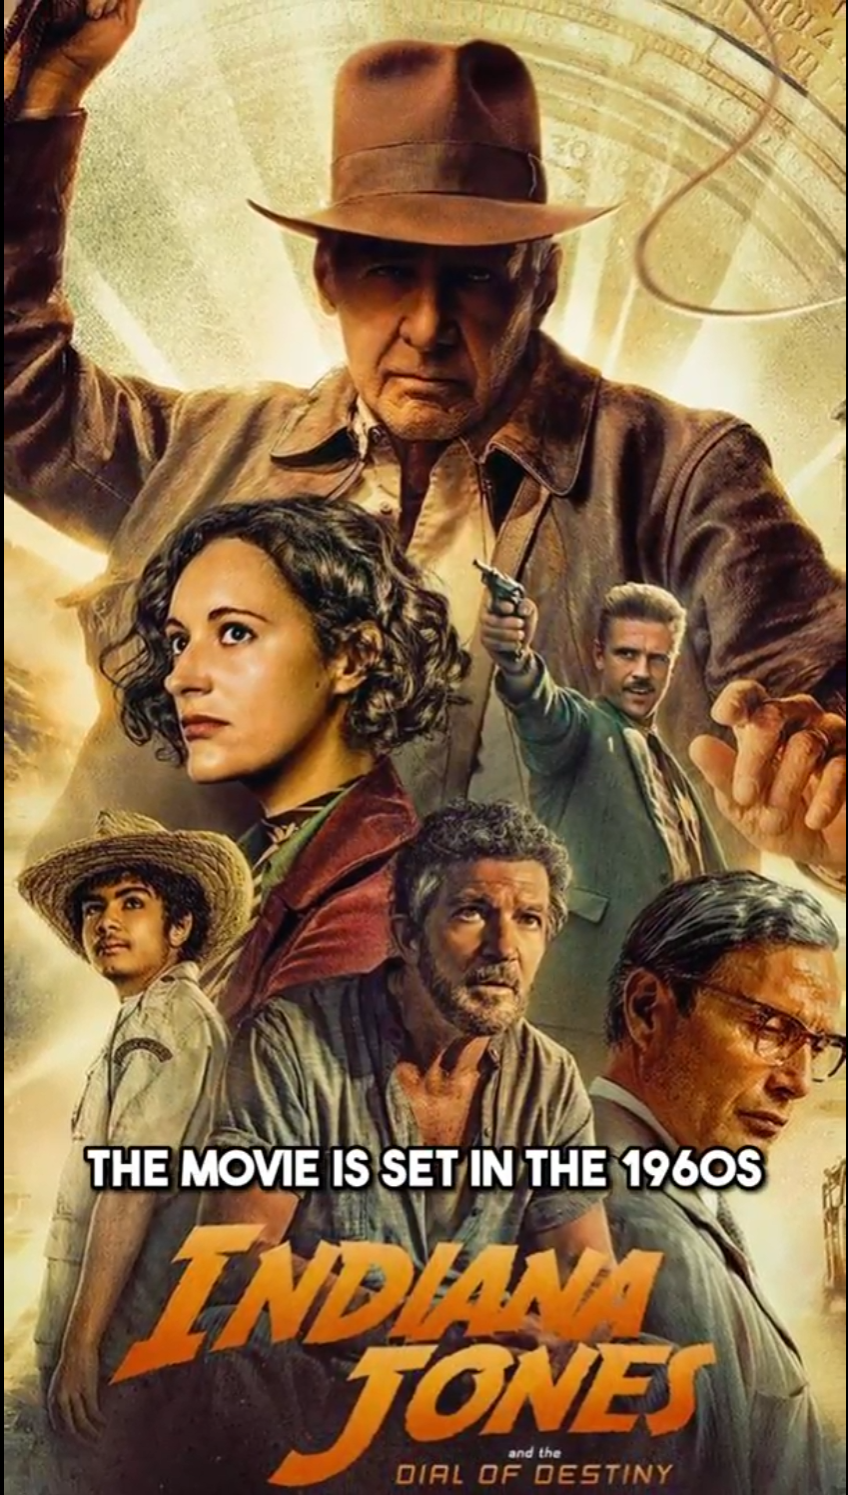 THE MOVIE IS SET IN THE 1960S
INDIANA
JONES
and the
DIAL OF DESTINY